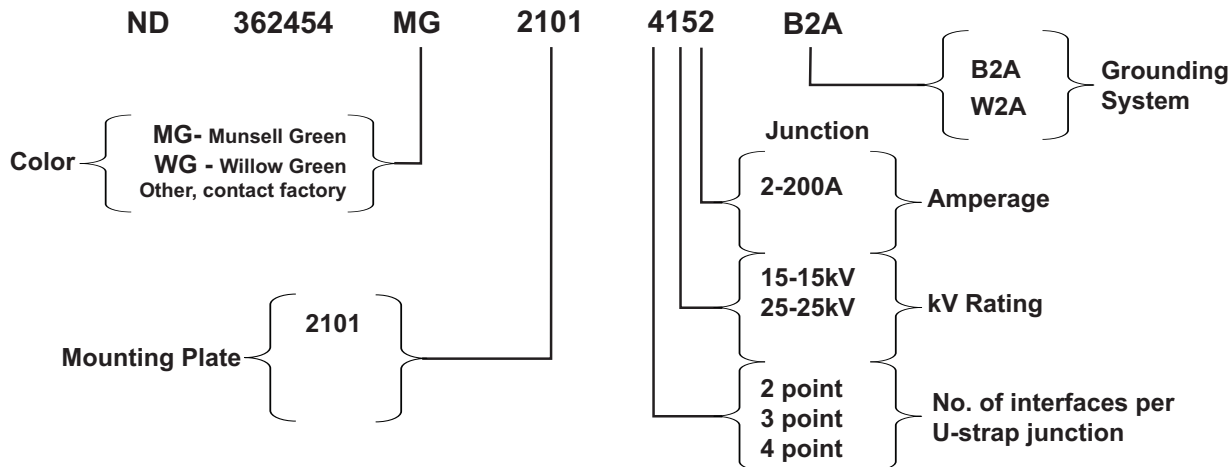 ND 362454 MG 2101 4152 B2A
B2A
W2A
Grounding
System
Color
MG- Munsell Green
WG - Willow Green
Other, contact factory
Junction
2-200A
Amperage
15-15kV
25-25kV
kV Rating
Mounting Plate
2101
2 point
3 point
4 point
No. of interfaces per
U-strap junction